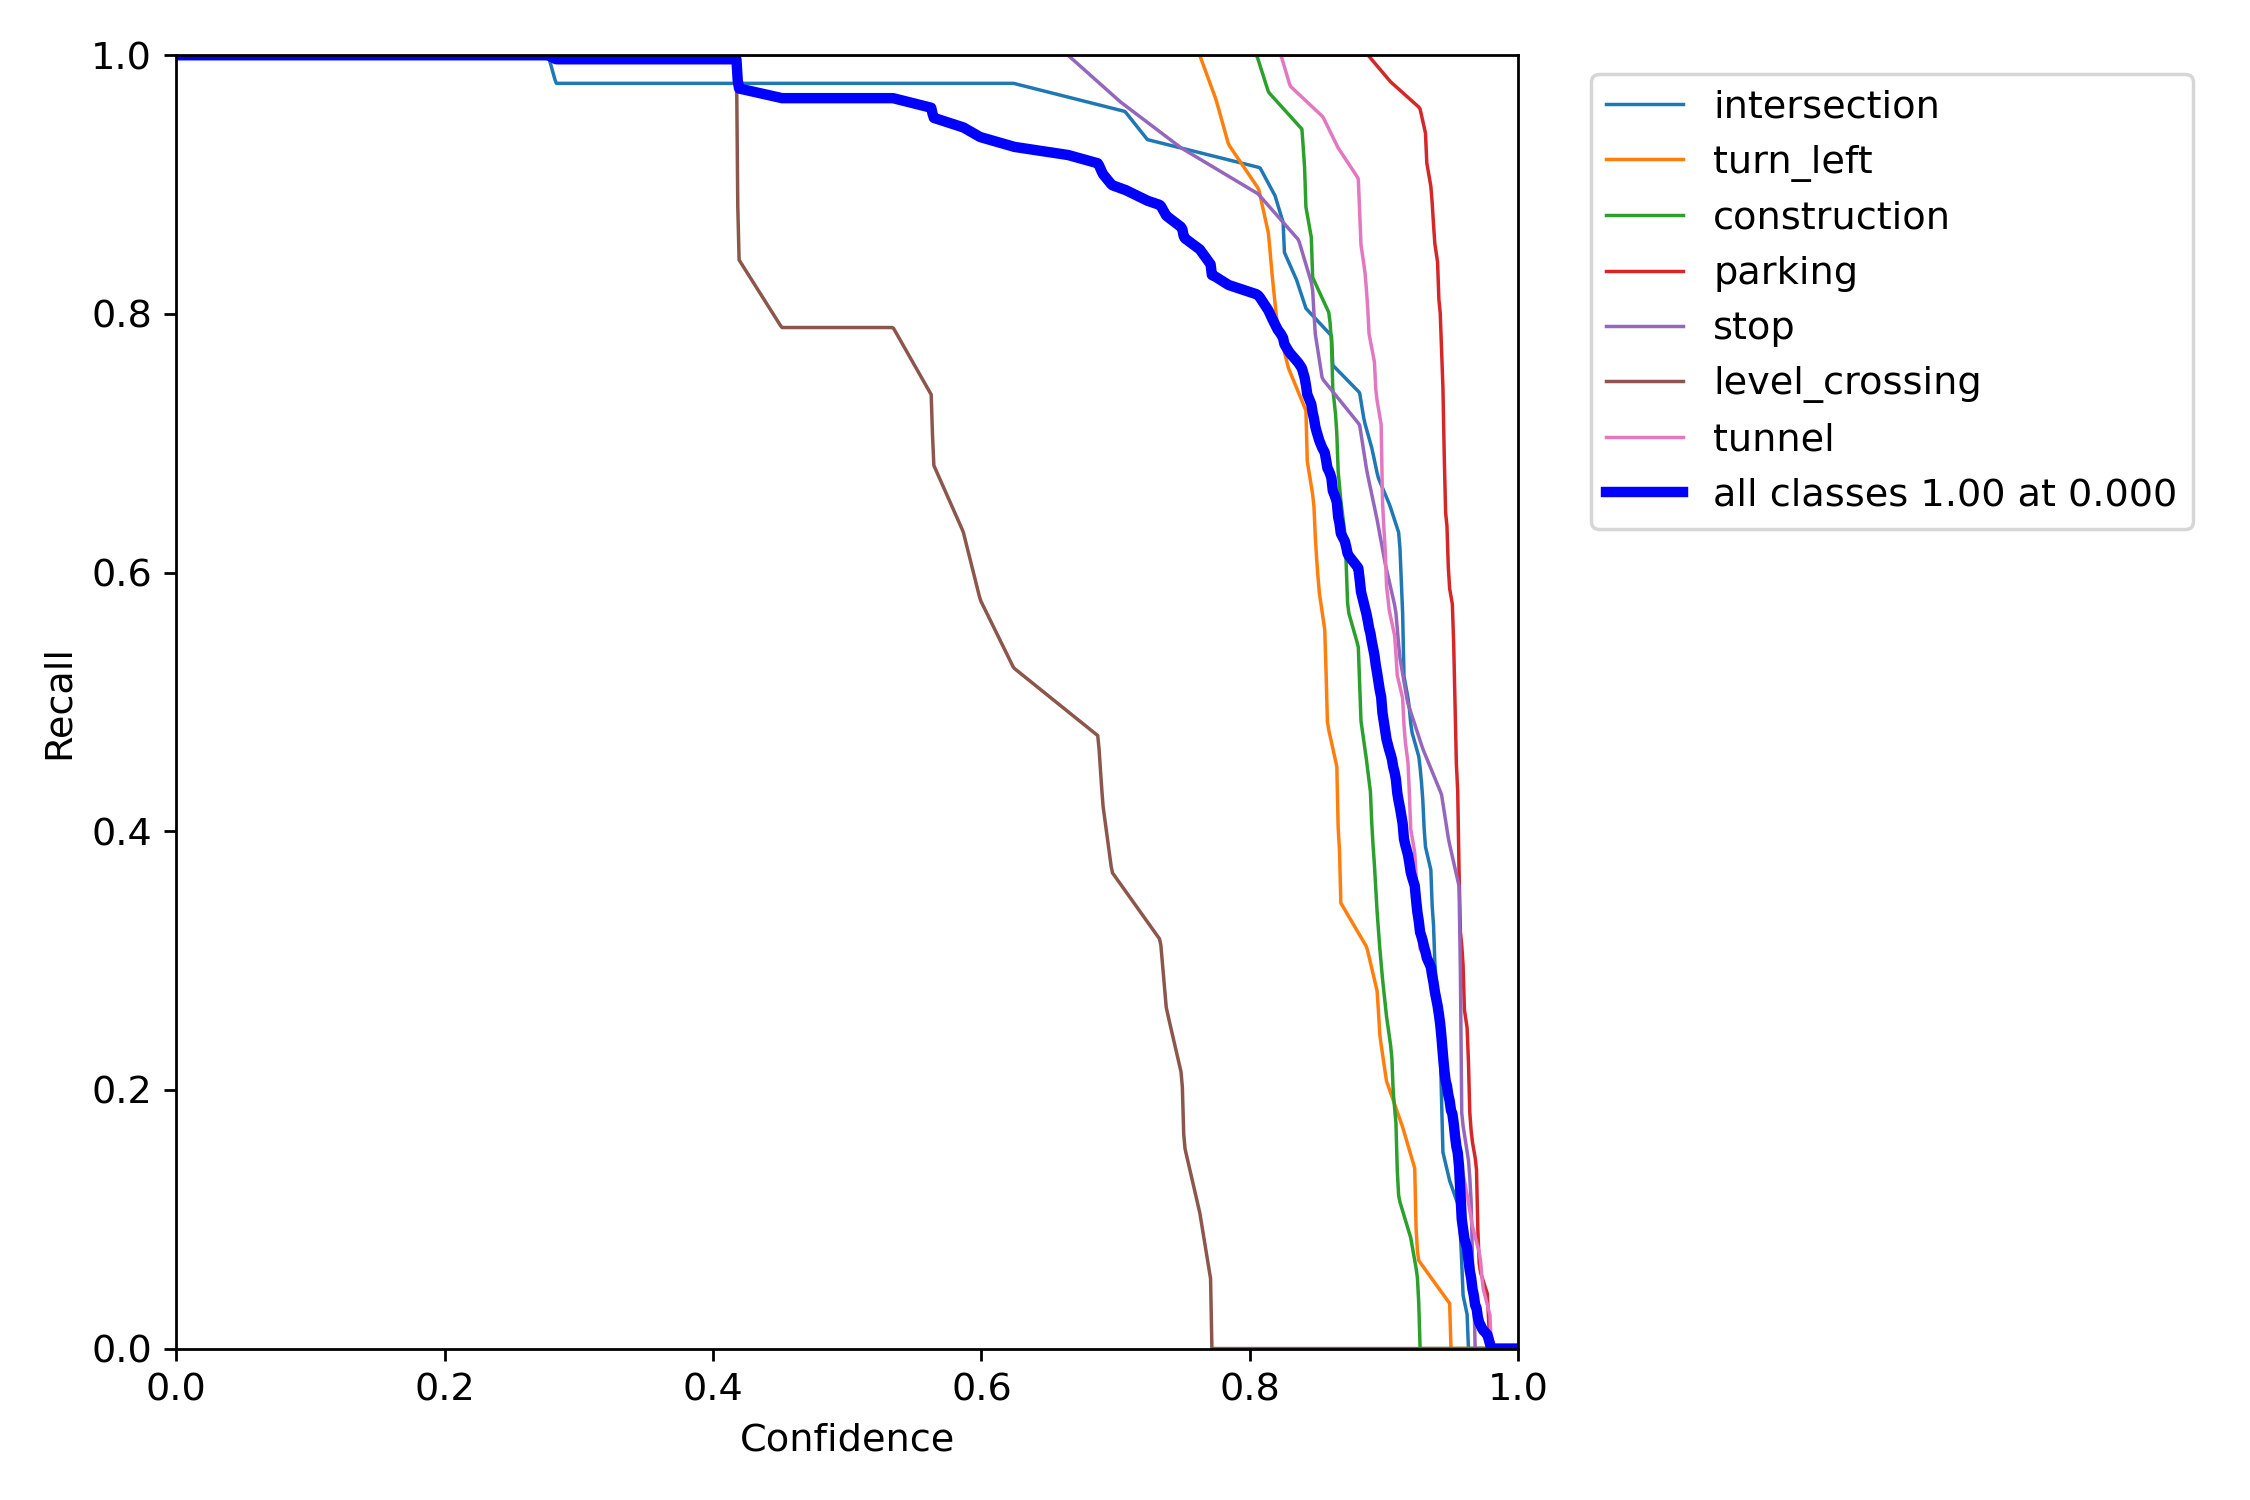 1.0
0.8
0.6
0.4
0.2
0.0
Recall
0.0 0.2 0.4 0.6 0.8 1.0
Confidence
intersection
turn_left
construction
parking
stop
level_crossing
tunnel
all classes 1.00 at 0.000